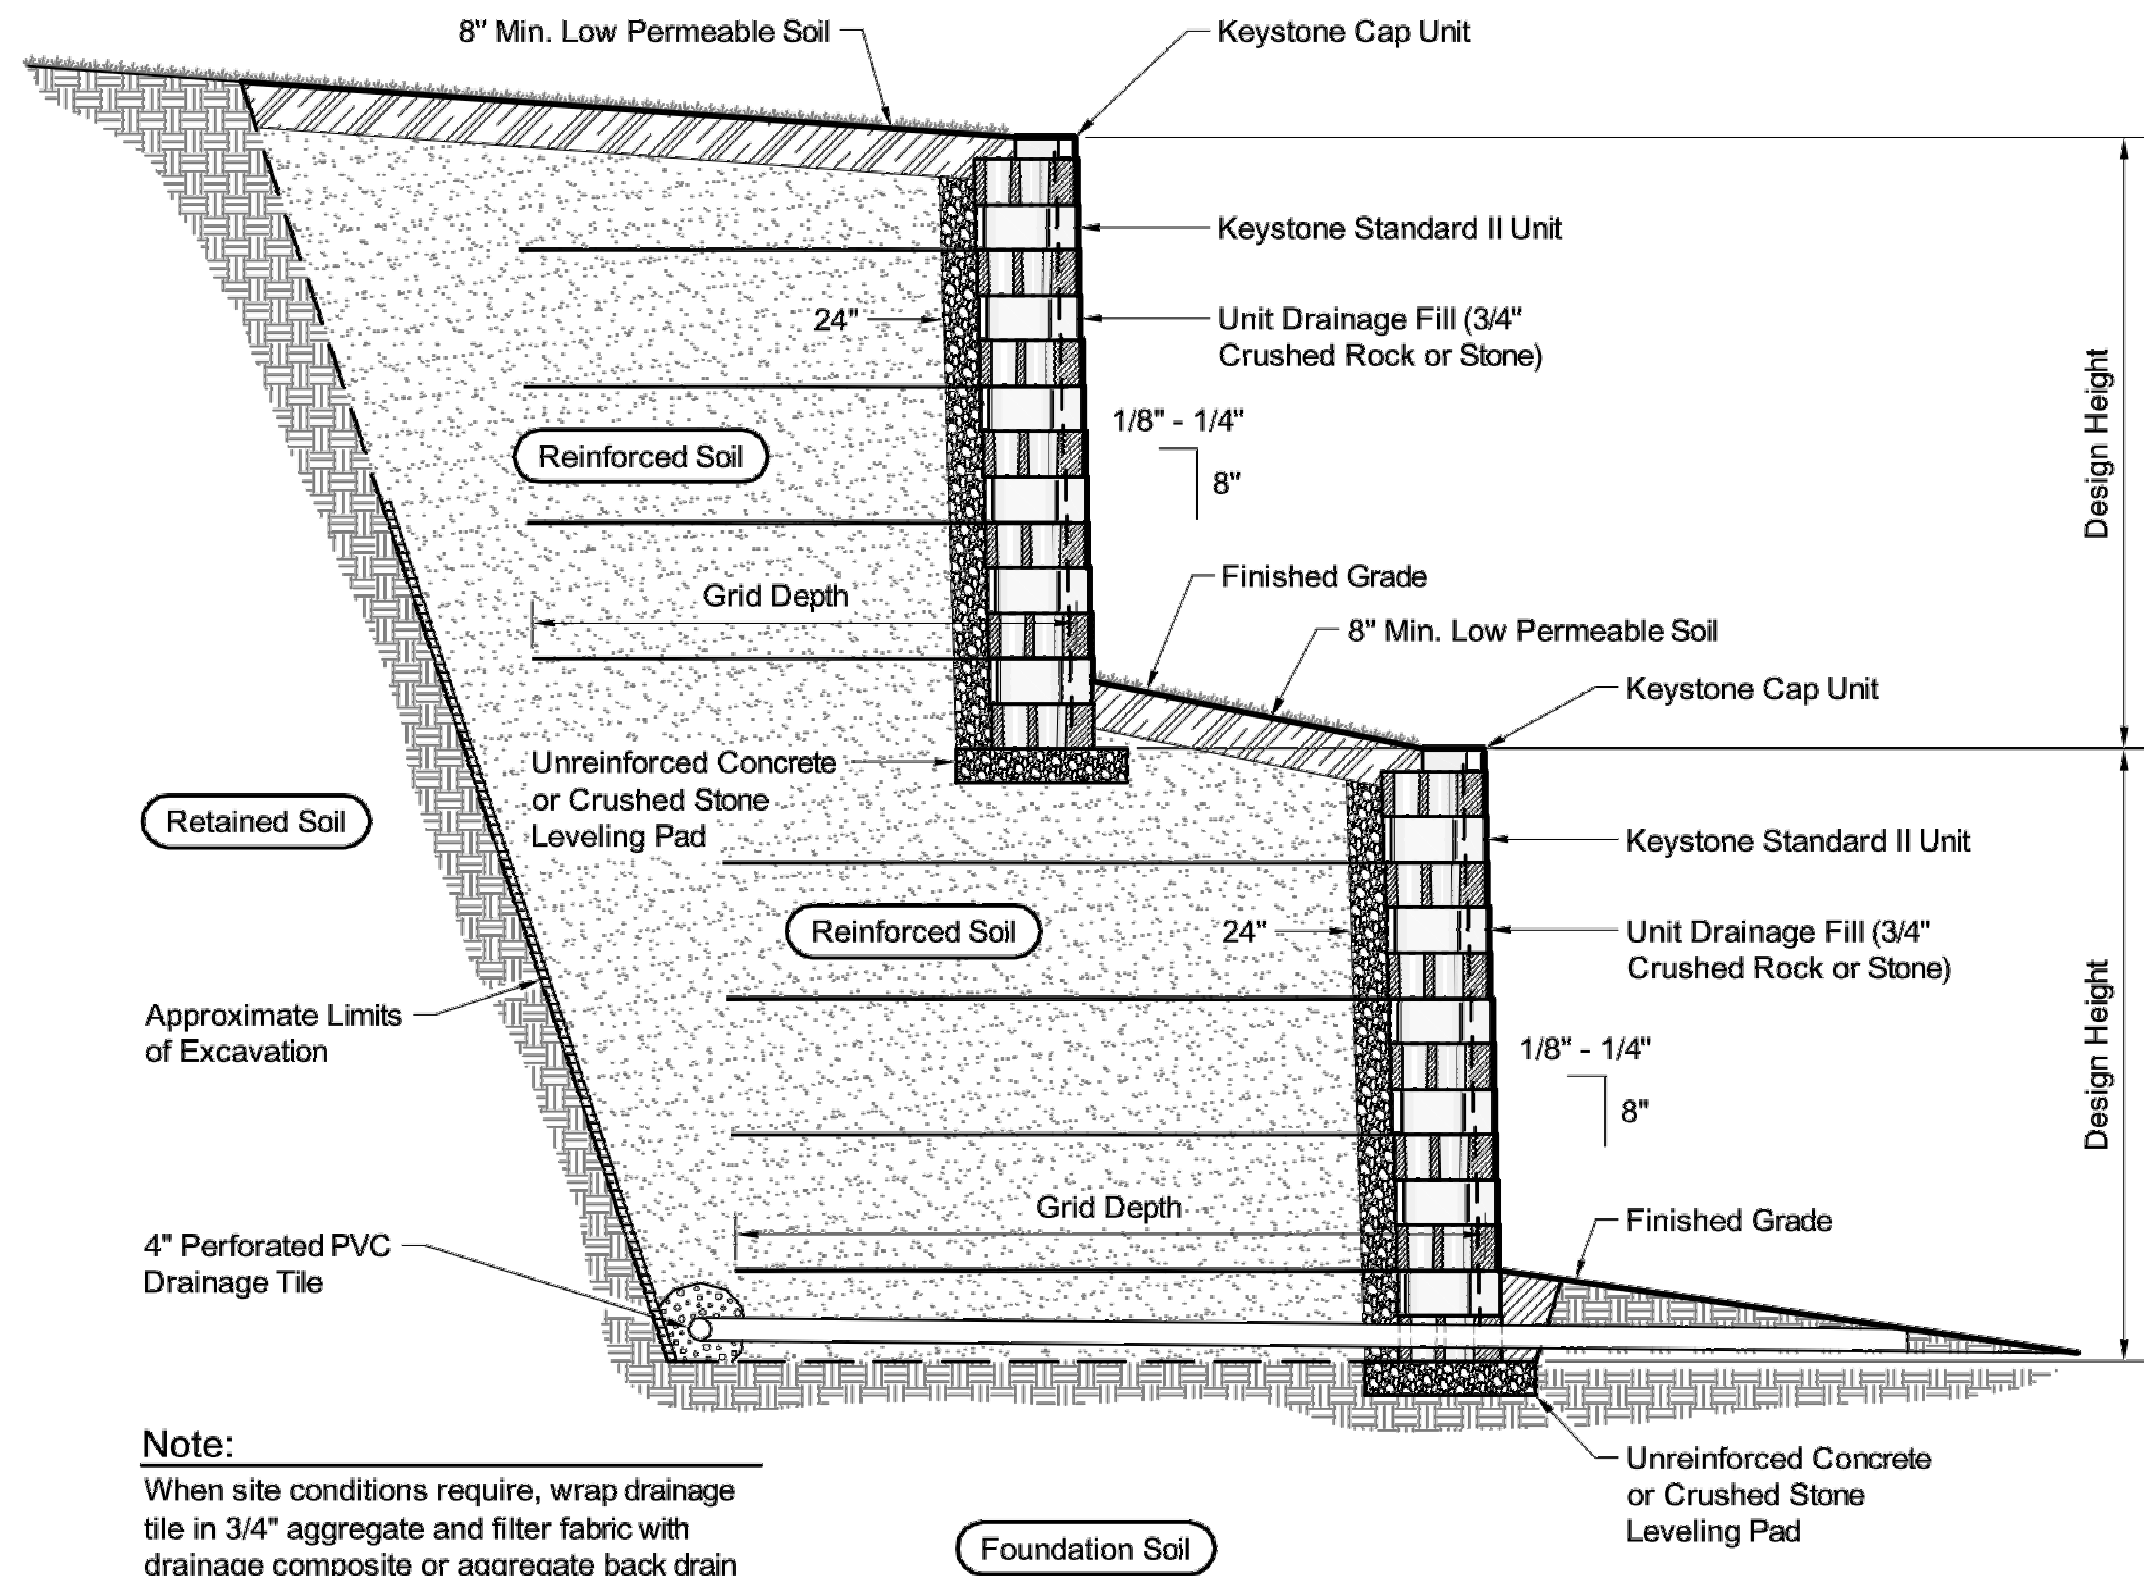 8" Min. Low Permeable Soil
Keystone Cap Unit
Keystone Standard II Unit
24"
Unit Drainage Fill (3/4"
Crushed Rock or Stone)
Design Height
1/8" - 1/4"
8"
Reinforced Soil
Finished Grade
Grid Depth
8" Min. Low Permeable Soil
Keystone Cap Unit
Unreinforced Concrete
or Crushed Stone
Leveling Pad
Retained Soil
Keystone Standard II Unit
Reinforced Soil
24"
Unit Drainage Fill (3/4"
Crushed Rock or Stone)
Design Height
Approximate Limits
of Excavation
1/8" - 1/4"
8"
Grid Depth
Finished Grade
4" Perforated PVC
Drainage Tile
Note:
When site conditions require, wrap drainage
tile in 3/4" aggregate and filter fabric with
drainage composite or aggregate back drain
Unreinforced Concrete
or Crushed Stone
Leveling Pad
Foundation Soil